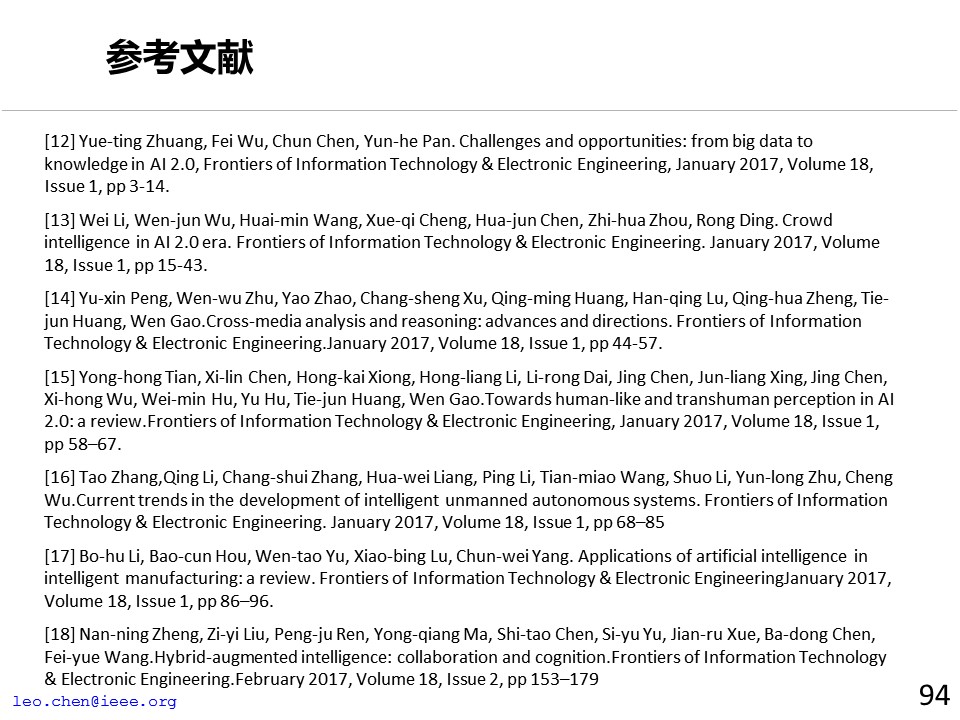 参考文献
[12] Yue-ting Zhuang, Fei Wu, Chun Chen, Yun-he Pan. Challenges and opportunities: from big data to
knowledge in AI 2.0, Frontiers of Information Technology & Electronic Engineering, January 2017, Volume 18,
Issue 1, pp 3-14.
[13] Wei Li, Wen-jun Wu, Huai-min Wang, Xue-qi Cheng, Hua-jun Chen, Zhi-hua Zhou, Rong Ding. Crowd
intelligence in AI 2.0 era. Frontiers of Information Technology & Electronic Engineering. January 2017, Volume
18, Issue 1, pp 15-43.
[14] Yu-xin Peng, Wen-wu Zhu, Yao Zhao, Chang-sheng Xu, Qing-ming Huang, Han-qing Lu, Qing-hua Zheng, Tie-
jun Huang, Wen Gao.Cross-media analysis and reasoning: advances and directions. Frontiers of Information
Technology & Electronic Engineering.January 2017, Volume 18, Issue 1, pp 44-57.
[15] Yong-hong Tian, Xi-lin Chen, Hong-kai Xiong, Hong-liang Li, Li-rong Dai, Jing Chen, Jun-liang Xing, Jing Chen,
Xi-hong Wu, Wei-min Hu, Yu Hu, Tie-jun Huang, Wen Gao.Towards human-like and transhuman perception in AI
2.0: a review.Frontiers of Information Technology & Electronic Engineering, January 2017, Volume 18, Issue 1,
pp 58–67.
[16] Tao Zhang,Qing Li, Chang-shui Zhang, Hua-wei Liang, Ping Li, Tian-miao Wang, Shuo Li, Yun-long Zhu, Cheng
Wu.Current trends in the development of intelligent unmanned autonomous systems. Frontiers of Information
Technology & Electronic Engineering. January 2017, Volume 18, Issue 1, pp 68–85
[17] Bo-hu Li, Bao-cun Hou, Wen-tao Yu, Xiao-bing Lu, Chun-wei Yang. Applications of artificial intelligence in
intelligent manufacturing: a review. Frontiers of Information Technology & Electronic EngineeringJanuary 2017,
Volume 18, Issue 1, pp 86–96.
[18] Nan-ning Zheng, Zi-yi Liu, Peng-ju Ren, Yong-qiang Ma, Shi-tao Chen, Si-yu Yu, Jian-ru Xue, Ba-dong Chen,
Fei-yue Wang.Hybrid-augmented intelligence: collaboration and cognition.Frontiers of Information Technology
& Electronic Engineering.February 2017, Volume 18, Issue 2, pp 153–179
leo.chen@ieee.org
94